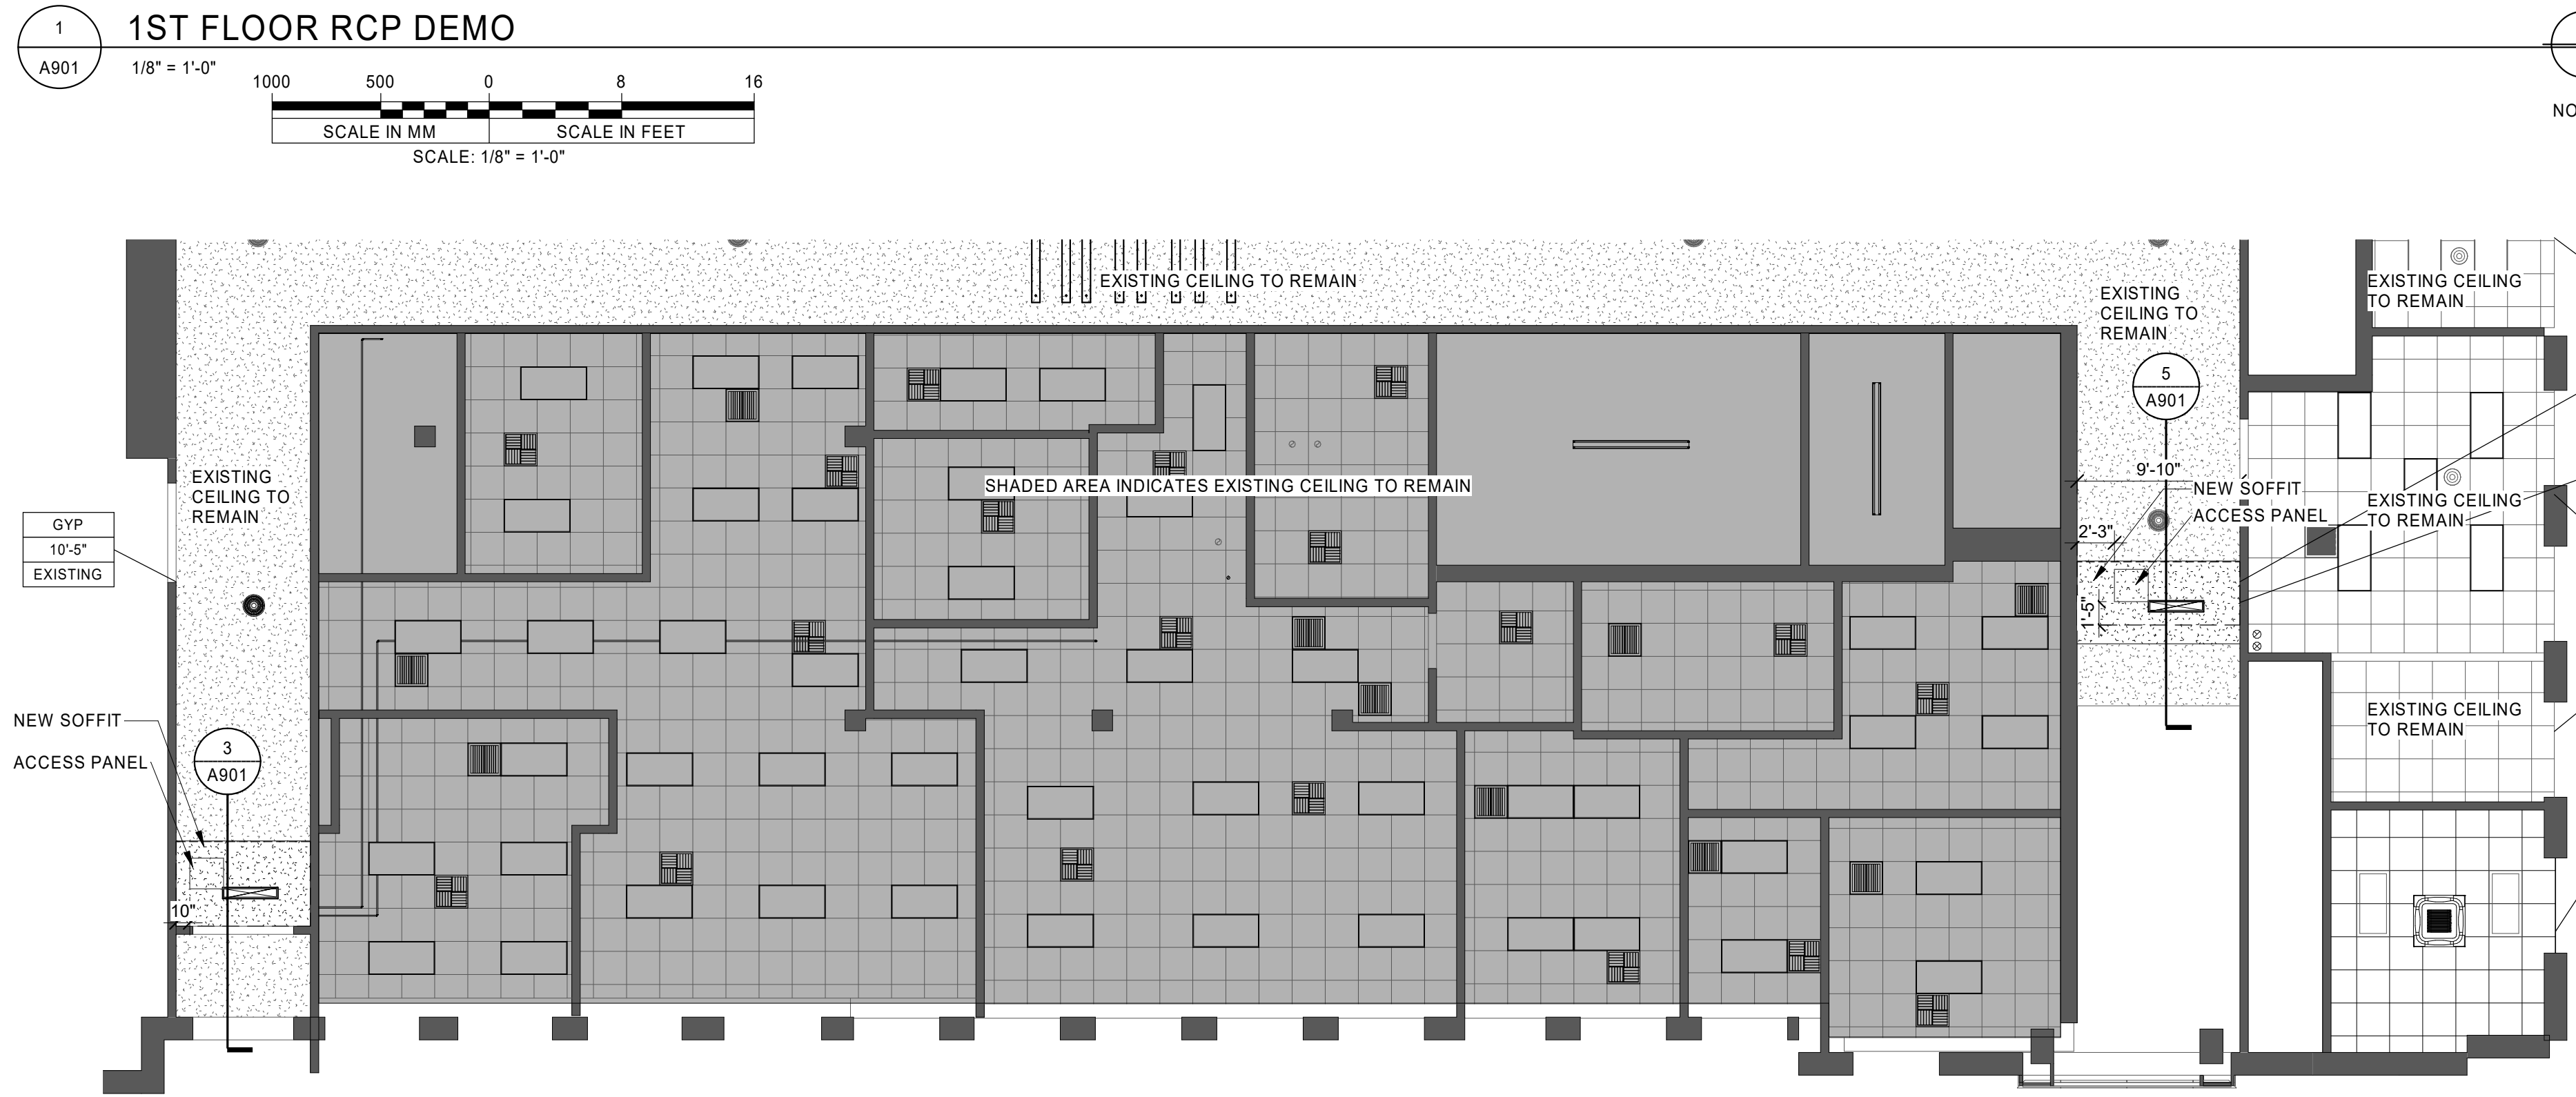 1
A901
1ST FLOOR RCP DEMO
1/8" = 1'-0"
1000 500 0 8 16
SCALE IN MM SCALE IN FEET
SCALE: 1/8" = 1'-0"
NO
EXISTING CEILING TO REMAIN
EXISTING
CEILING TO
REMAIN
EXISTING CEILING
TO REMAIN
5
A901
EXISTING
CEILING TO
REMAIN
SHADED AREA INDICATES EXISTING CEILING TO REMAIN
9'-10"
NEW SOFFIT
ACCESS PANEL
2'-3"
1'-5"
EXISTING CEILING
TO REMAIN
GYP
10'-5"
EXISTING
NEW SOFFIT
ACCESS PANEL
3
A901
10"
EXISTING CEILING
TO REMAIN